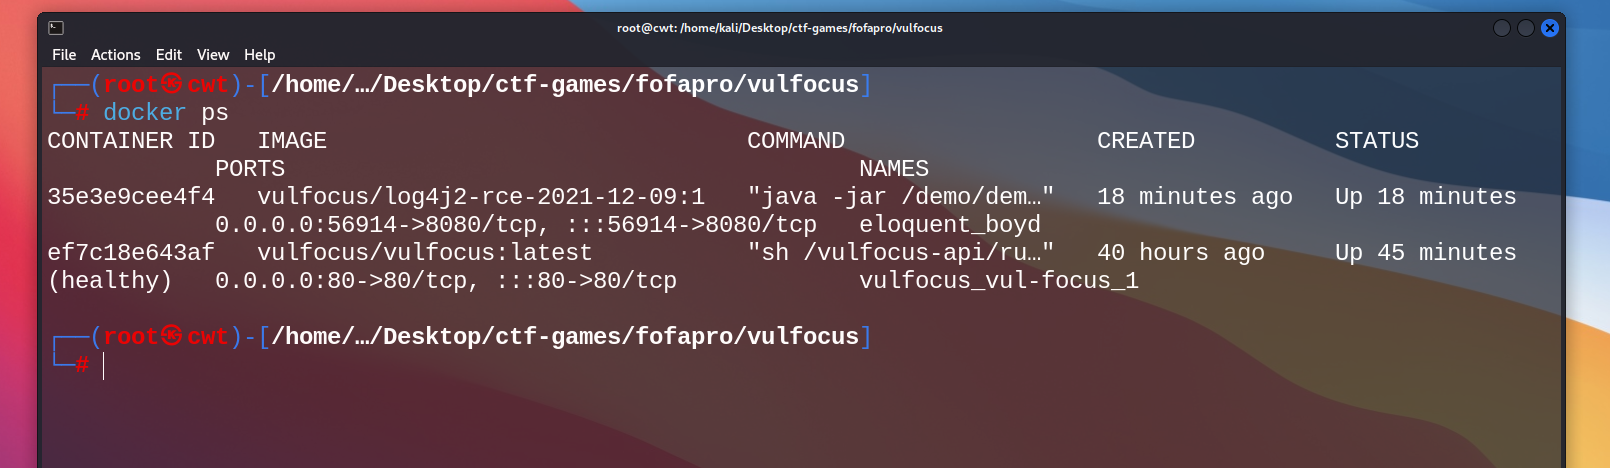 root@cwt: /home/kali/Desktop/ctf-games/fofapro/vulfocus
File Actions Edit View Help
┌──(root㉿cwt)-[/home/…/Desktop/ctf-games/fofapro/vulfocus]
└─# docker ps
CONTAINER ID   IMAGE                              COMMAND                  CREATED          STATUS
            PORTS                                         NAMES
35e3e9cee4f4   vulfocus/log4j2-rce-2021-12-09:1   "java -jar /demo/dem…"   18 minutes ago   Up 18 minutes
            0.0.0.0:56914->8080/tcp, :::56914->8080/tcp   eloquent_boyd
ef7c18e643af   vulfocus/vulfocus:latest           "sh /vulfocus-api/ru…"   40 hours ago     Up 45 minutes
(healthy)   0.0.0.0:80->80/tcp, :::80->80/tcp             vulfocus_vul-focus_1
┌──(root㉿cwt)-[/home/…/Desktop/ctf-games/fofapro/vulfocus]
└─#